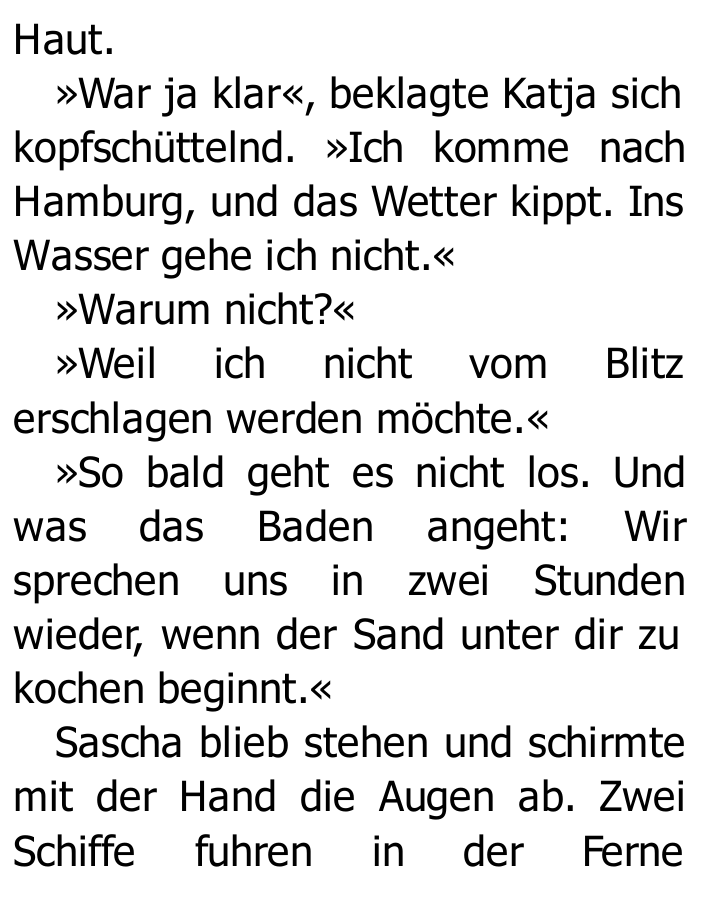 Haut.
»War ja klar«, beklagte Katja sich
kopfschüttelnd. »Ich komme nach
Hamburg, und das Wetter kippt. Ins
Wasser gehe ich nicht.«
»Warum nicht?«
»Weil ich nicht vom Blitz
erschlagen werden möchte.«
»So bald geht es nicht los. Und
was das Baden angeht: Wir
sprechen uns in zwei Stunden
wieder, wenn der Sand unter dir zu
kochen beginnt.«
Sascha blieb stehen und schirmte
mit der Hand die Augen ab. Zwei
Schiffe fuhren in der Ferne